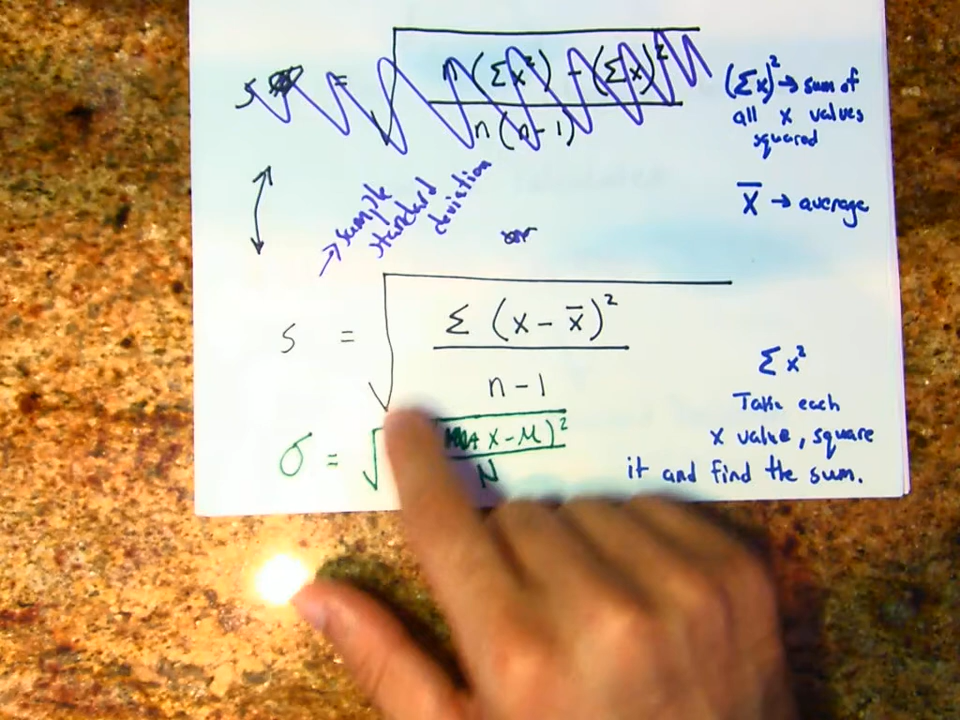 s = √ n(Σx²) - (Σx)² / n(n-1)
(Σx)² → sum of
all x values
squared
x̄ → average
→ sample
standard
deviation
s = √ Σ (x - x̄)² / n - 1
σ = √ x - μ)² / N
Σx²
Take each
x value, square
it and find the sum.